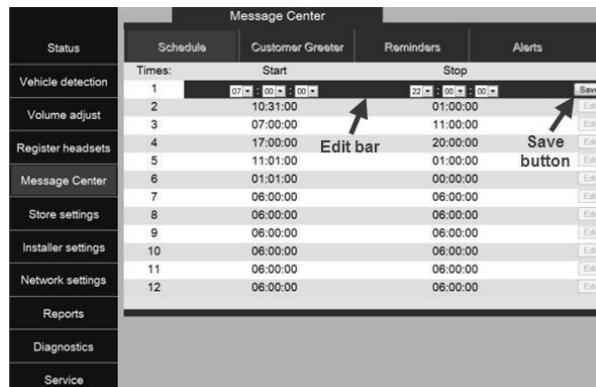 Message Center
Status
Vehicle detection
Volume adjust
Register headsets
Message Center
Store settings
Installer settings
Network settings
Reports
Diagnostics
Service
Schedule Customer Greeter Reminders Alerts
Times: Start Stop
1 07 : 00 : 00 22 : 00 : 00 Save
2 10:31:00 01:00:00
3 07:00:00 11:00:00
4 17:00:00 20:00:00
5 11:01:00 01:00:00
6 01:01:00 00:00:00
7 06:00:00 06:00:00
8 06:00:00 06:00:00
9 06:00:00 06:00:00
10 06:00:00 06:00:00
11 06:00:00 06:00:00
12 06:00:00 06:00:00
Edit bar
Save
button